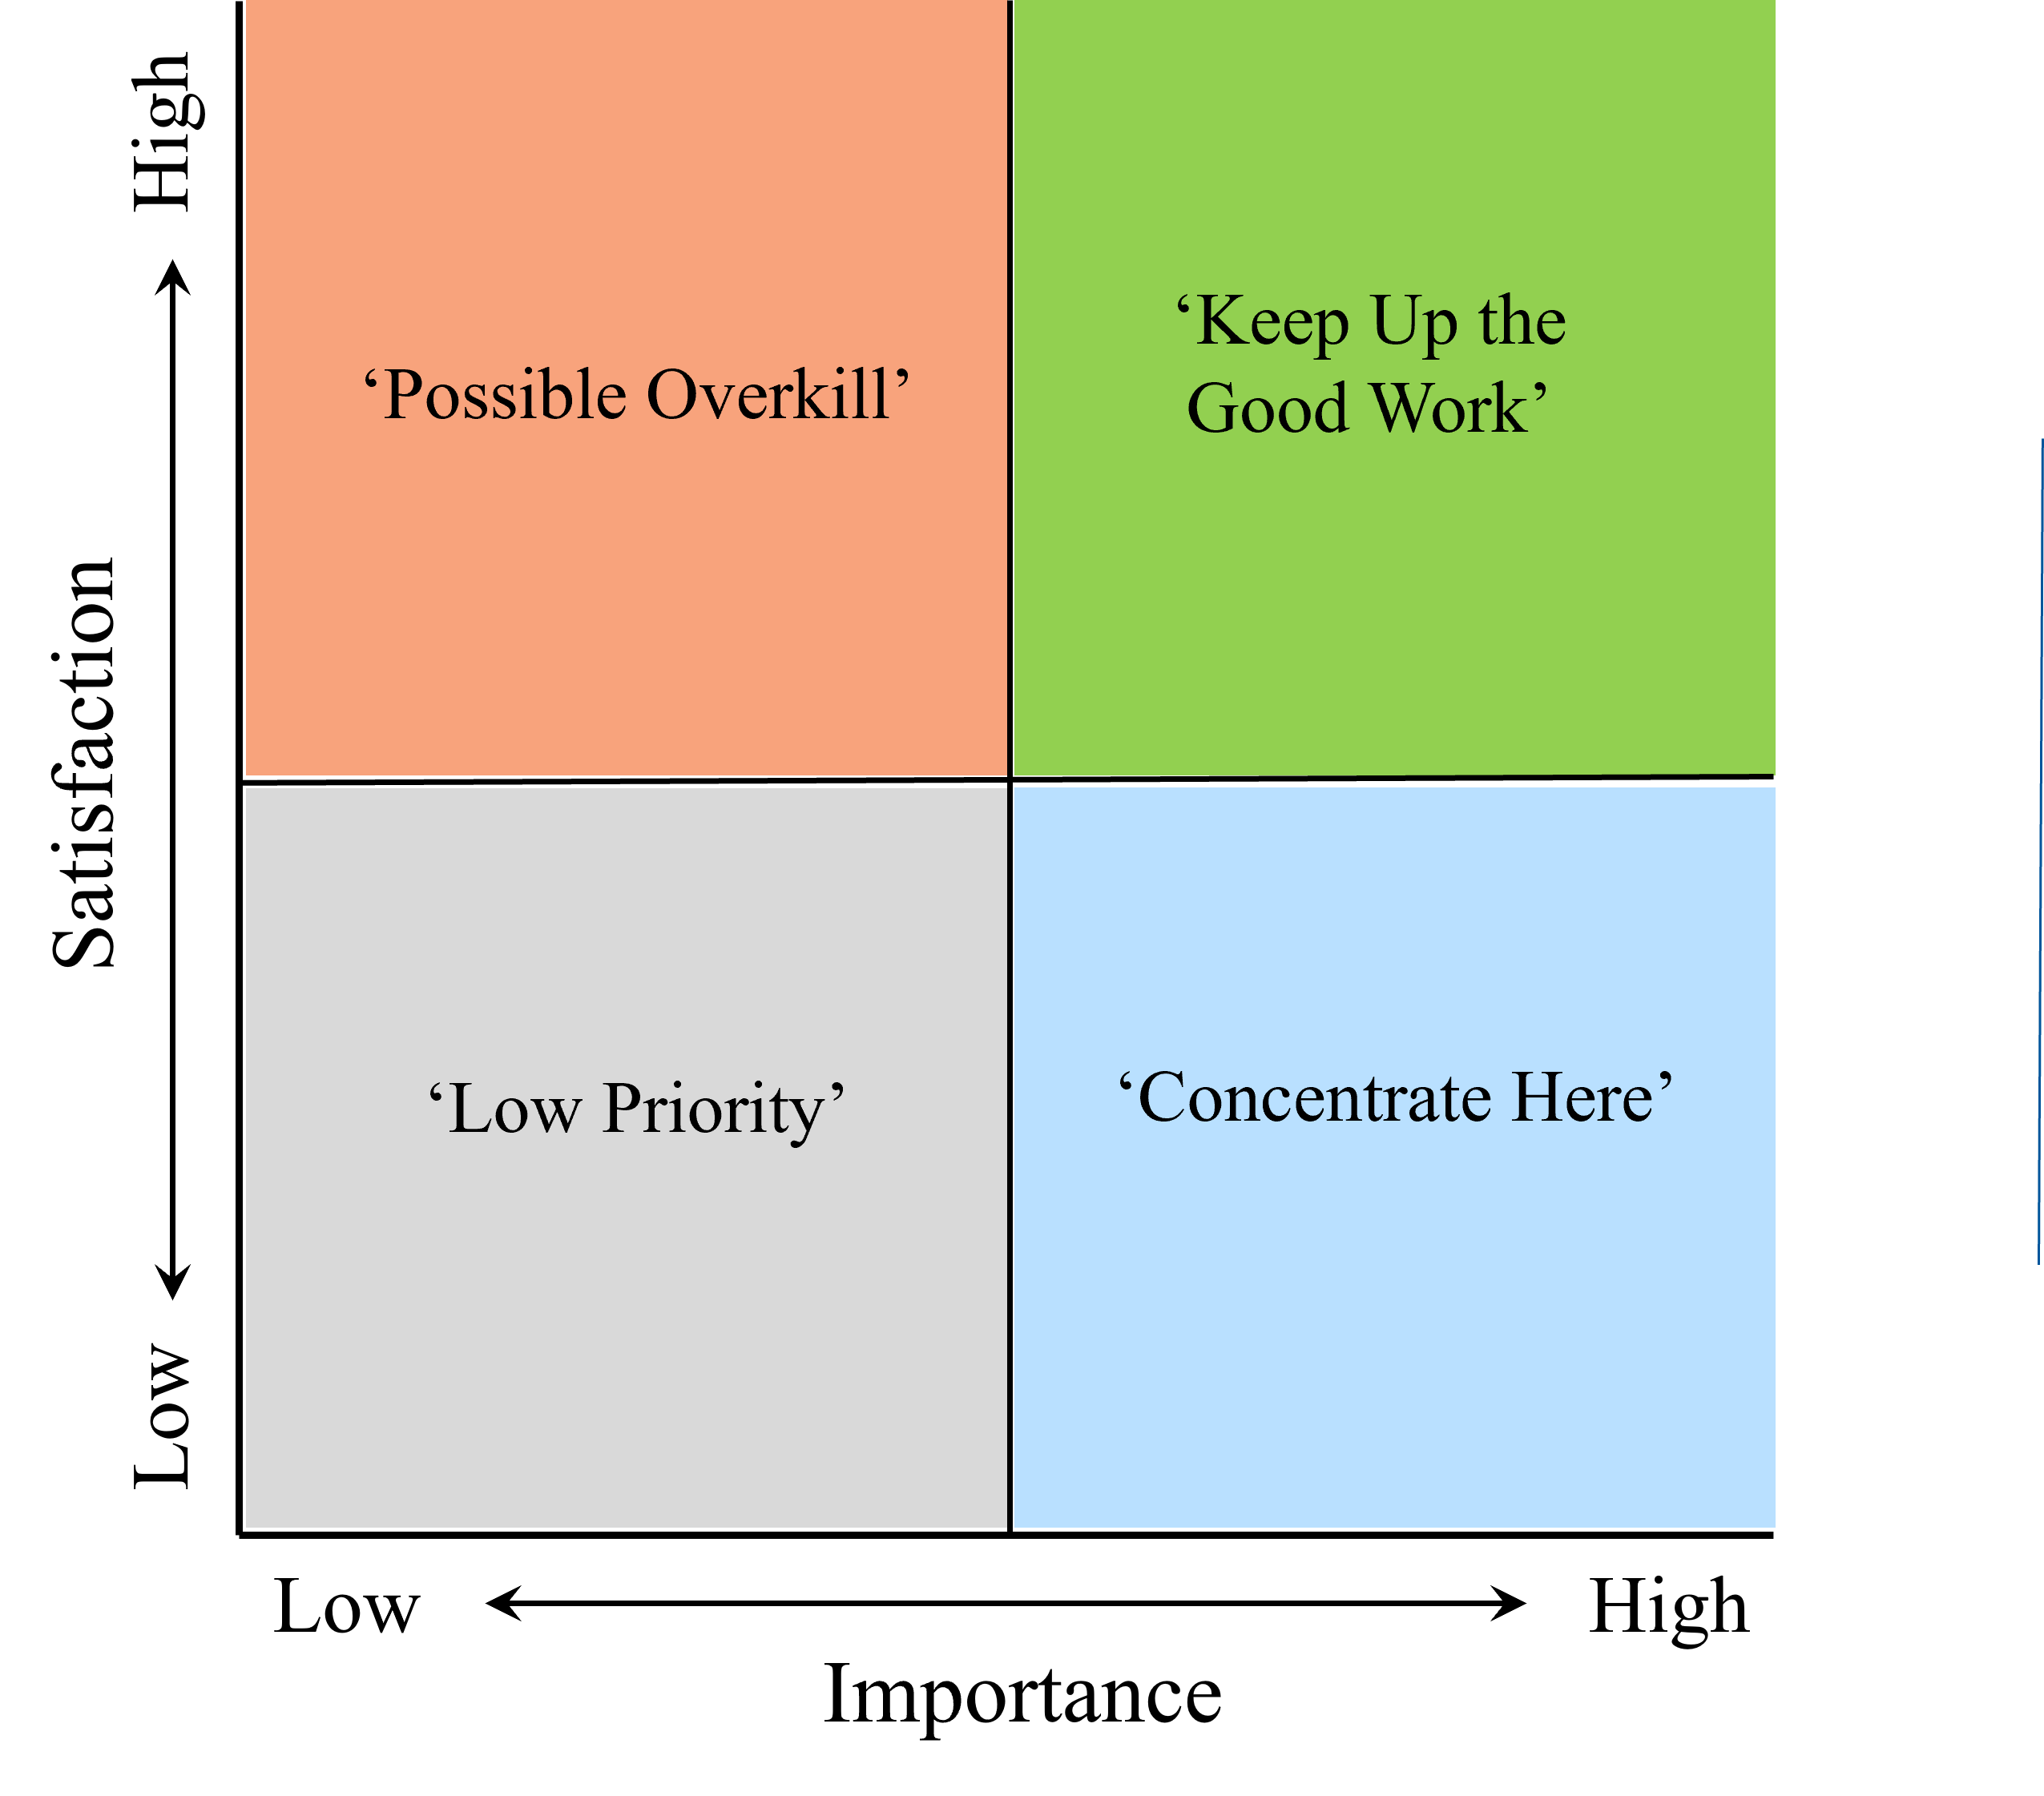 High
‘Possible Overkill’
‘Keep Up the
Good Work’
Satisfaction
‘Low Priority’
‘Concentrate Here’
Low
Low
High
Importance